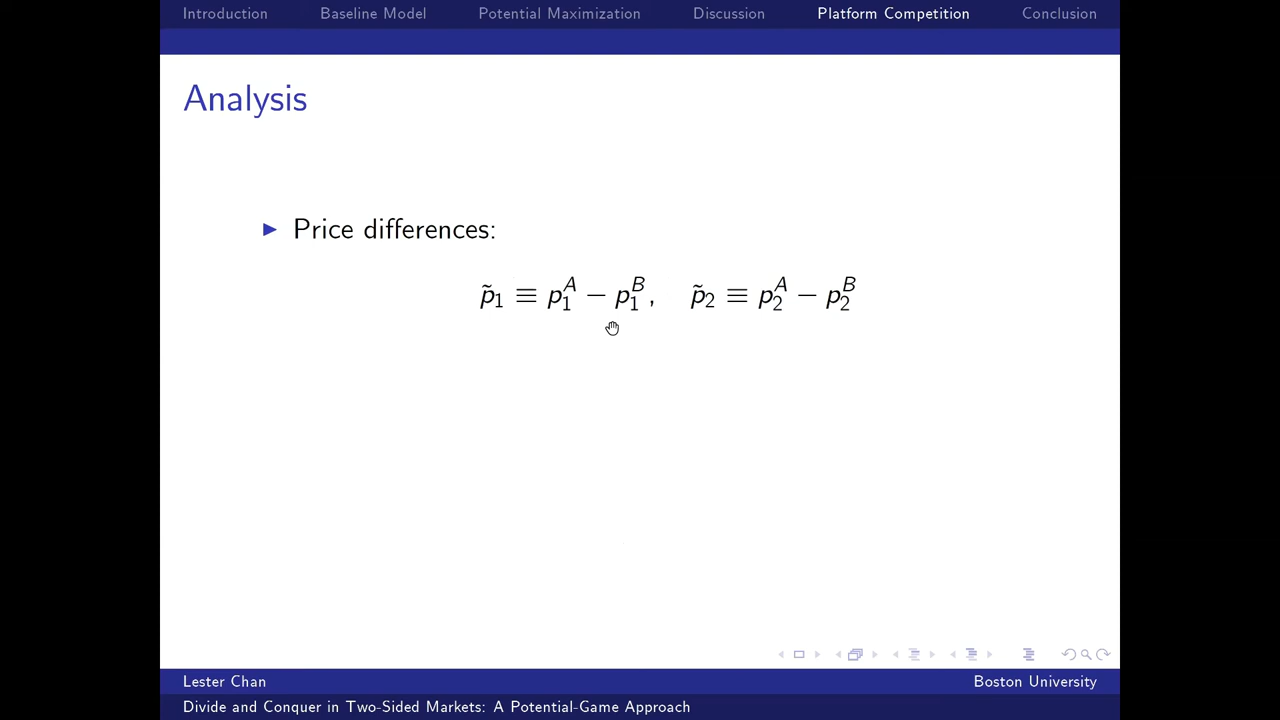 Introduction Baseline Model Potential Maximization Discussion Platform Competition Conclusion
Analysis
▶ Price differences:
p̃₁ ≡ p₁ᴬ − p₁ᴮ, p̃₂ ≡ p₂ᴬ − p₂ᴮ
Lester Chan Boston University
Divide and Conquer in Two-Sided Markets: A Potential-Game Approach